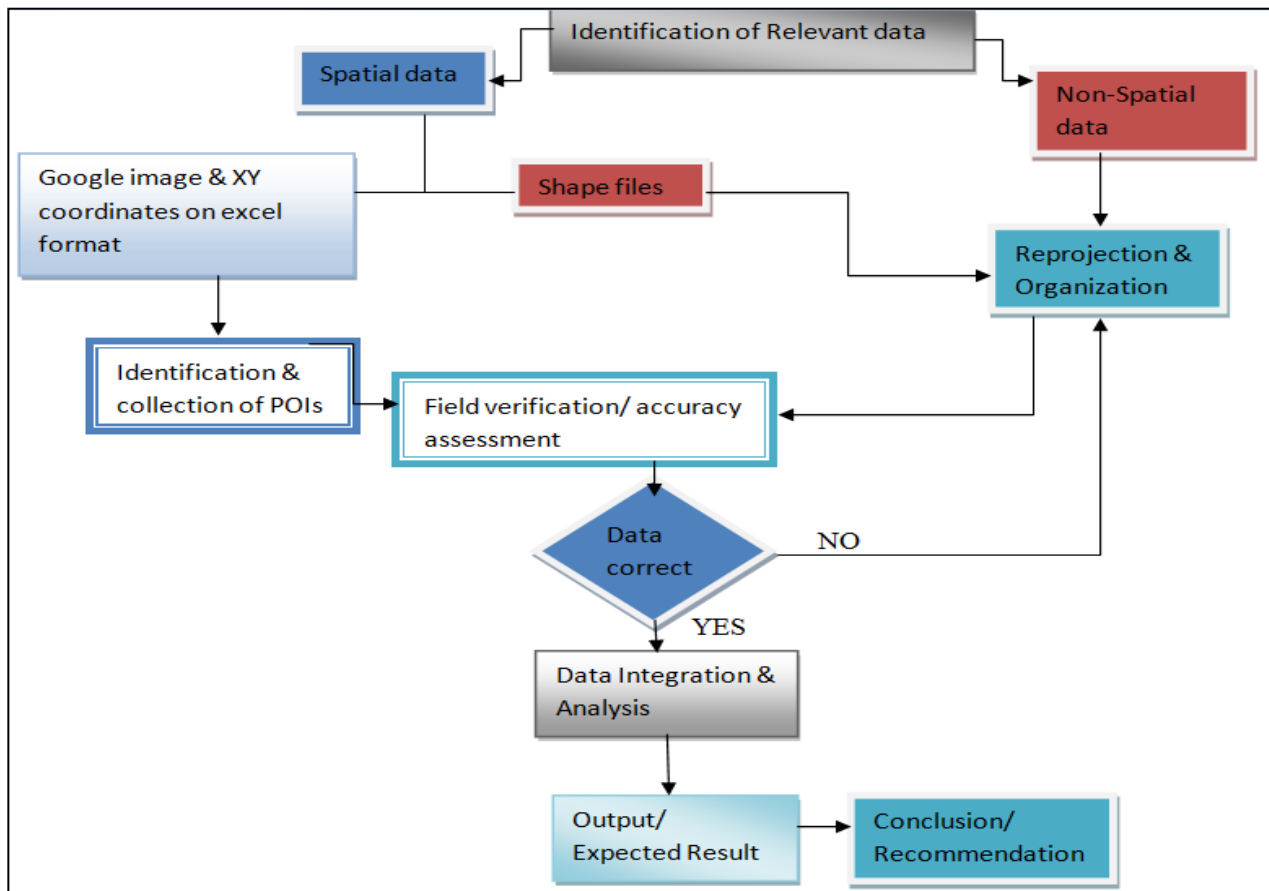 Identification of Relevant data
Spatial data
Non-Spatial
data
Google image & XY
coordinates on excel
format
Shape files
Reprojection &
Organization
Identification &
collection of POIs
Field verification/ accuracy
assessment
Data
correct
NO
YES
Data Integration &
Analysis
Output/
Expected Result
Conclusion/
Recommendation